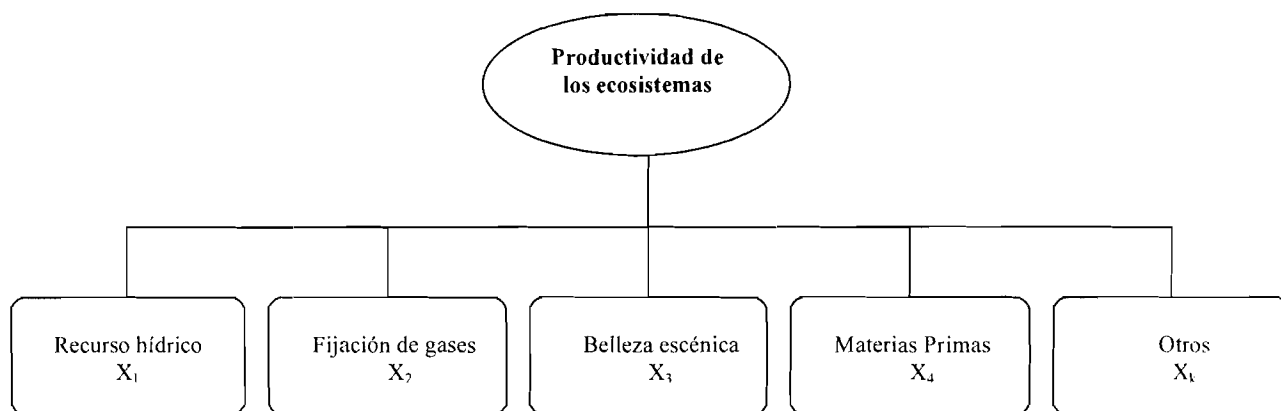 Productividad de
los ecosistemas
Recurso hídrico
X₁
Fijación de gases
X₂
Belleza escénica
X₃
Materias Primas
X₄
Otros
Xₖ